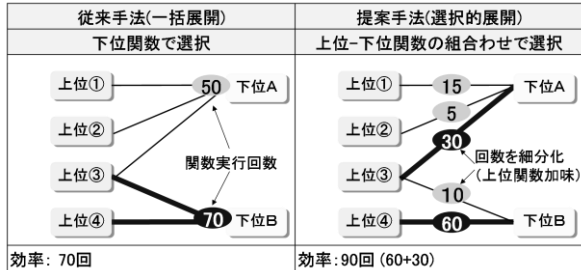 従来手法(一括展開)
下位関数で選択
上位①
50
下位A
上位②
関数実行回数
上位③
上位④
70
下位B
効率: 70回
提案手法(選択的展開)
上位−下位関数の組合わせで選択
上位①
15
下位A
5
上位②
30
回数を細分化
(上位関数加味)
上位③
10
上位④
60
下位B
効率:90回 (60+30)